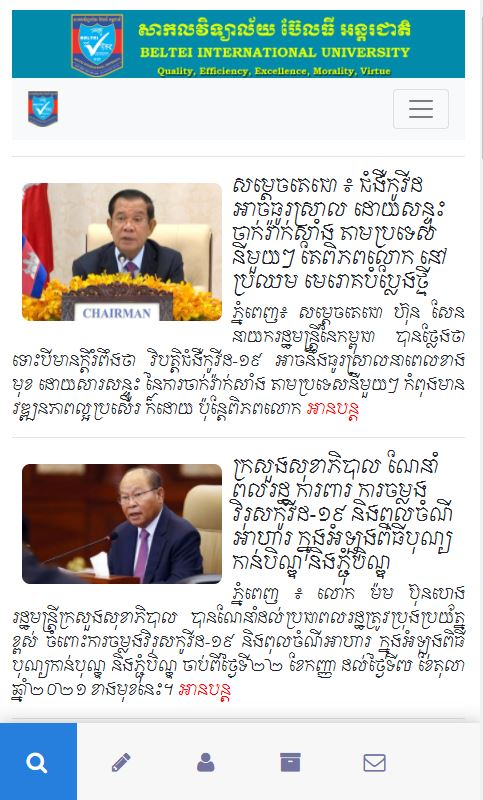 សាកលវិទ្យាល័យ ប៊ែលធី អន្តរជាតិ
BELTEI INTERNATIONAL UNIVERSITY
Quality, Efficiency, Excellence, Morality, Virtue
BELTEI
BELTEI
CHAIRMAN
សម្តេចតេជោ ៖ ជំងឺកូវីដ
អាចធូរស្រាល ដោយសន្ទុះ
ចាក់វ៉ាក់សាំង តាមប្រទេស
នីមួយៗ តែពិភពលោក នៅ
ប្រឈម មេរោគបំប្លែងថ្មី
ភ្នំពេញ៖ សម្តេចតេជោ ហ៊ុន សែន
នាយករដ្ឋមន្ត្រីនៃកម្ពុជា បានថ្លែងថា
ទោះបីមានក្តីរំពឹងថា វិបត្តិជំងឺកូវីដ-១៩ អាចនឹងធូរស្រាលនាពេលខាង
មុខ ដោយសារសន្ទុះ នៃការចាក់វ៉ាក់សាំង តាមប្រទេសនីមួយៗ កំពុងមាន
វឌ្ឍនភាពល្អប្រសើរ ក៏ដោយ ប៉ុន្តែពិភពលោក អានបន្ត
ក្រសួងសុខាភិបាល ណែនាំ
ពលរដ្ឋ ការពារ ការចម្លង
វីរុសកូវីដ-១៩ និងពុលចំណី
អាហារ ក្នុងអំឡុងពិធីបុណ្យ
កាន់បិណ្ឌ និងភ្ជុំបិណ្ឌ
ភ្នំពេញ ៖ លោក ម៉ម ប៊ុនហេង
រដ្ឋមន្ត្រីក្រសួងសុខាភិបាល បានណែនាំដល់ប្រជាពលរដ្ឋត្រូវប្រុងប្រយ័ត្ន
ខ្ពស់ ចំពោះការចម្លងវីរុសកូវីដ-១៩ និងពុលចំណីអាហារ ក្នុងអំឡុងពិធី
បុណ្យកាន់បុណ្ឌ និងភ្ជុំបិណ្ឌ ចាប់ពីថ្ងៃទី២២ ខែកញ្ញា ដល់ថ្ងៃទី៧ ខែតុលា
ឆ្នាំ២០២១ ខាងមុខនេះ។ អានបន្ត